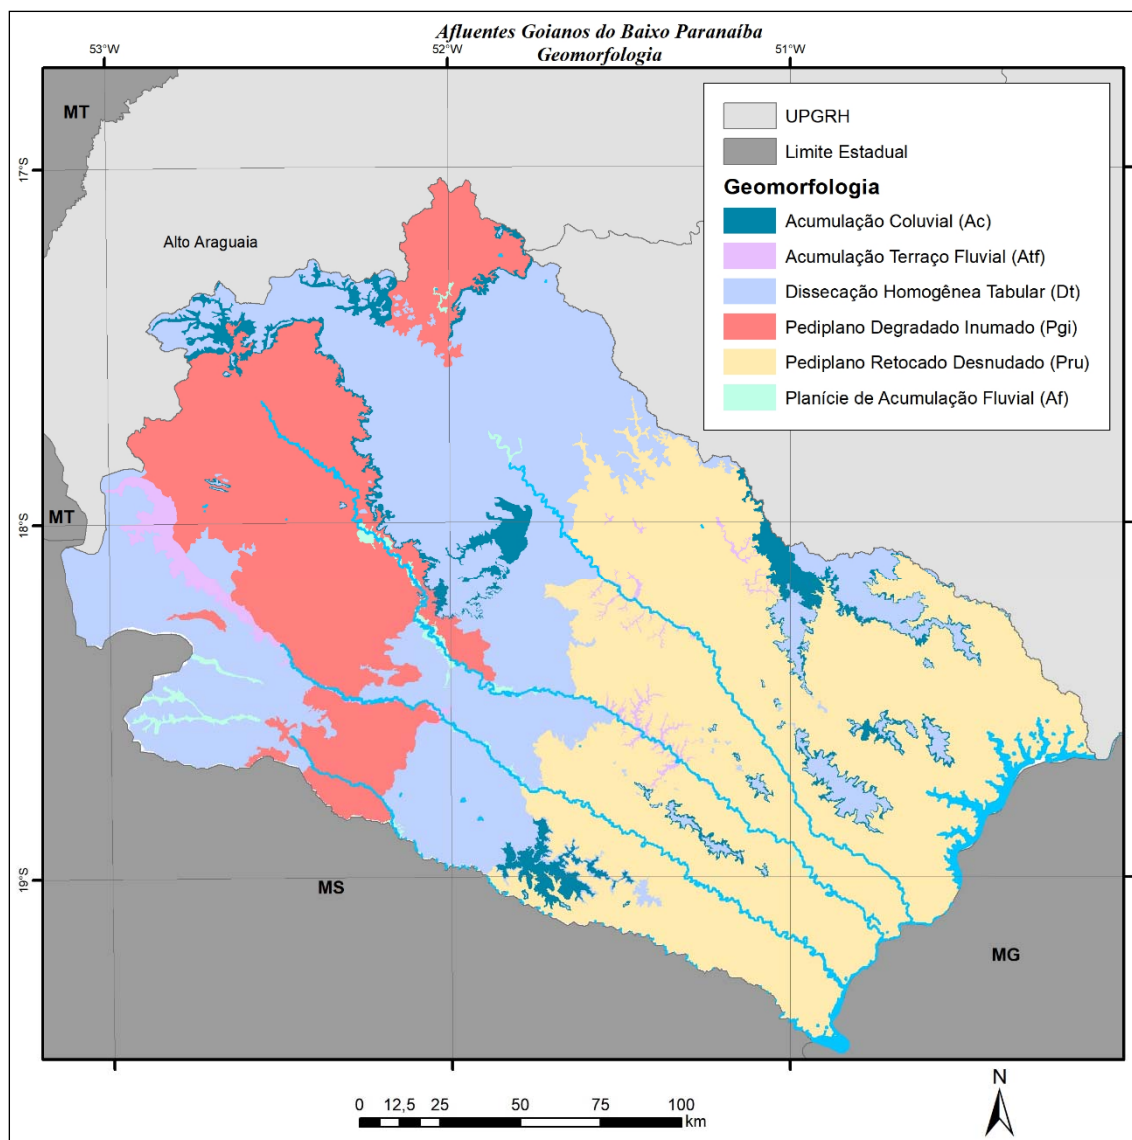 Afluentes Goianos do Baixo Paranaíba
Geomorfologia
53°W
52°W
51°W
MT
UPGRH
Limite Estadual
Geomorfologia
Acumulação Coluvial (Ac)
Acumulação Terraço Fluvial (Atf)
Dissecação Homogênea Tabular (Dt)
Pediplano Degradado Inumado (Pgi)
Pediplano Retocado Desnudado (Pru)
Planície de Acumulação Fluvial (Af)
17°S
Alto Araguaia
MT
18°S
19°S
MS
MG
N
0 12,5 25 50 75 100
km